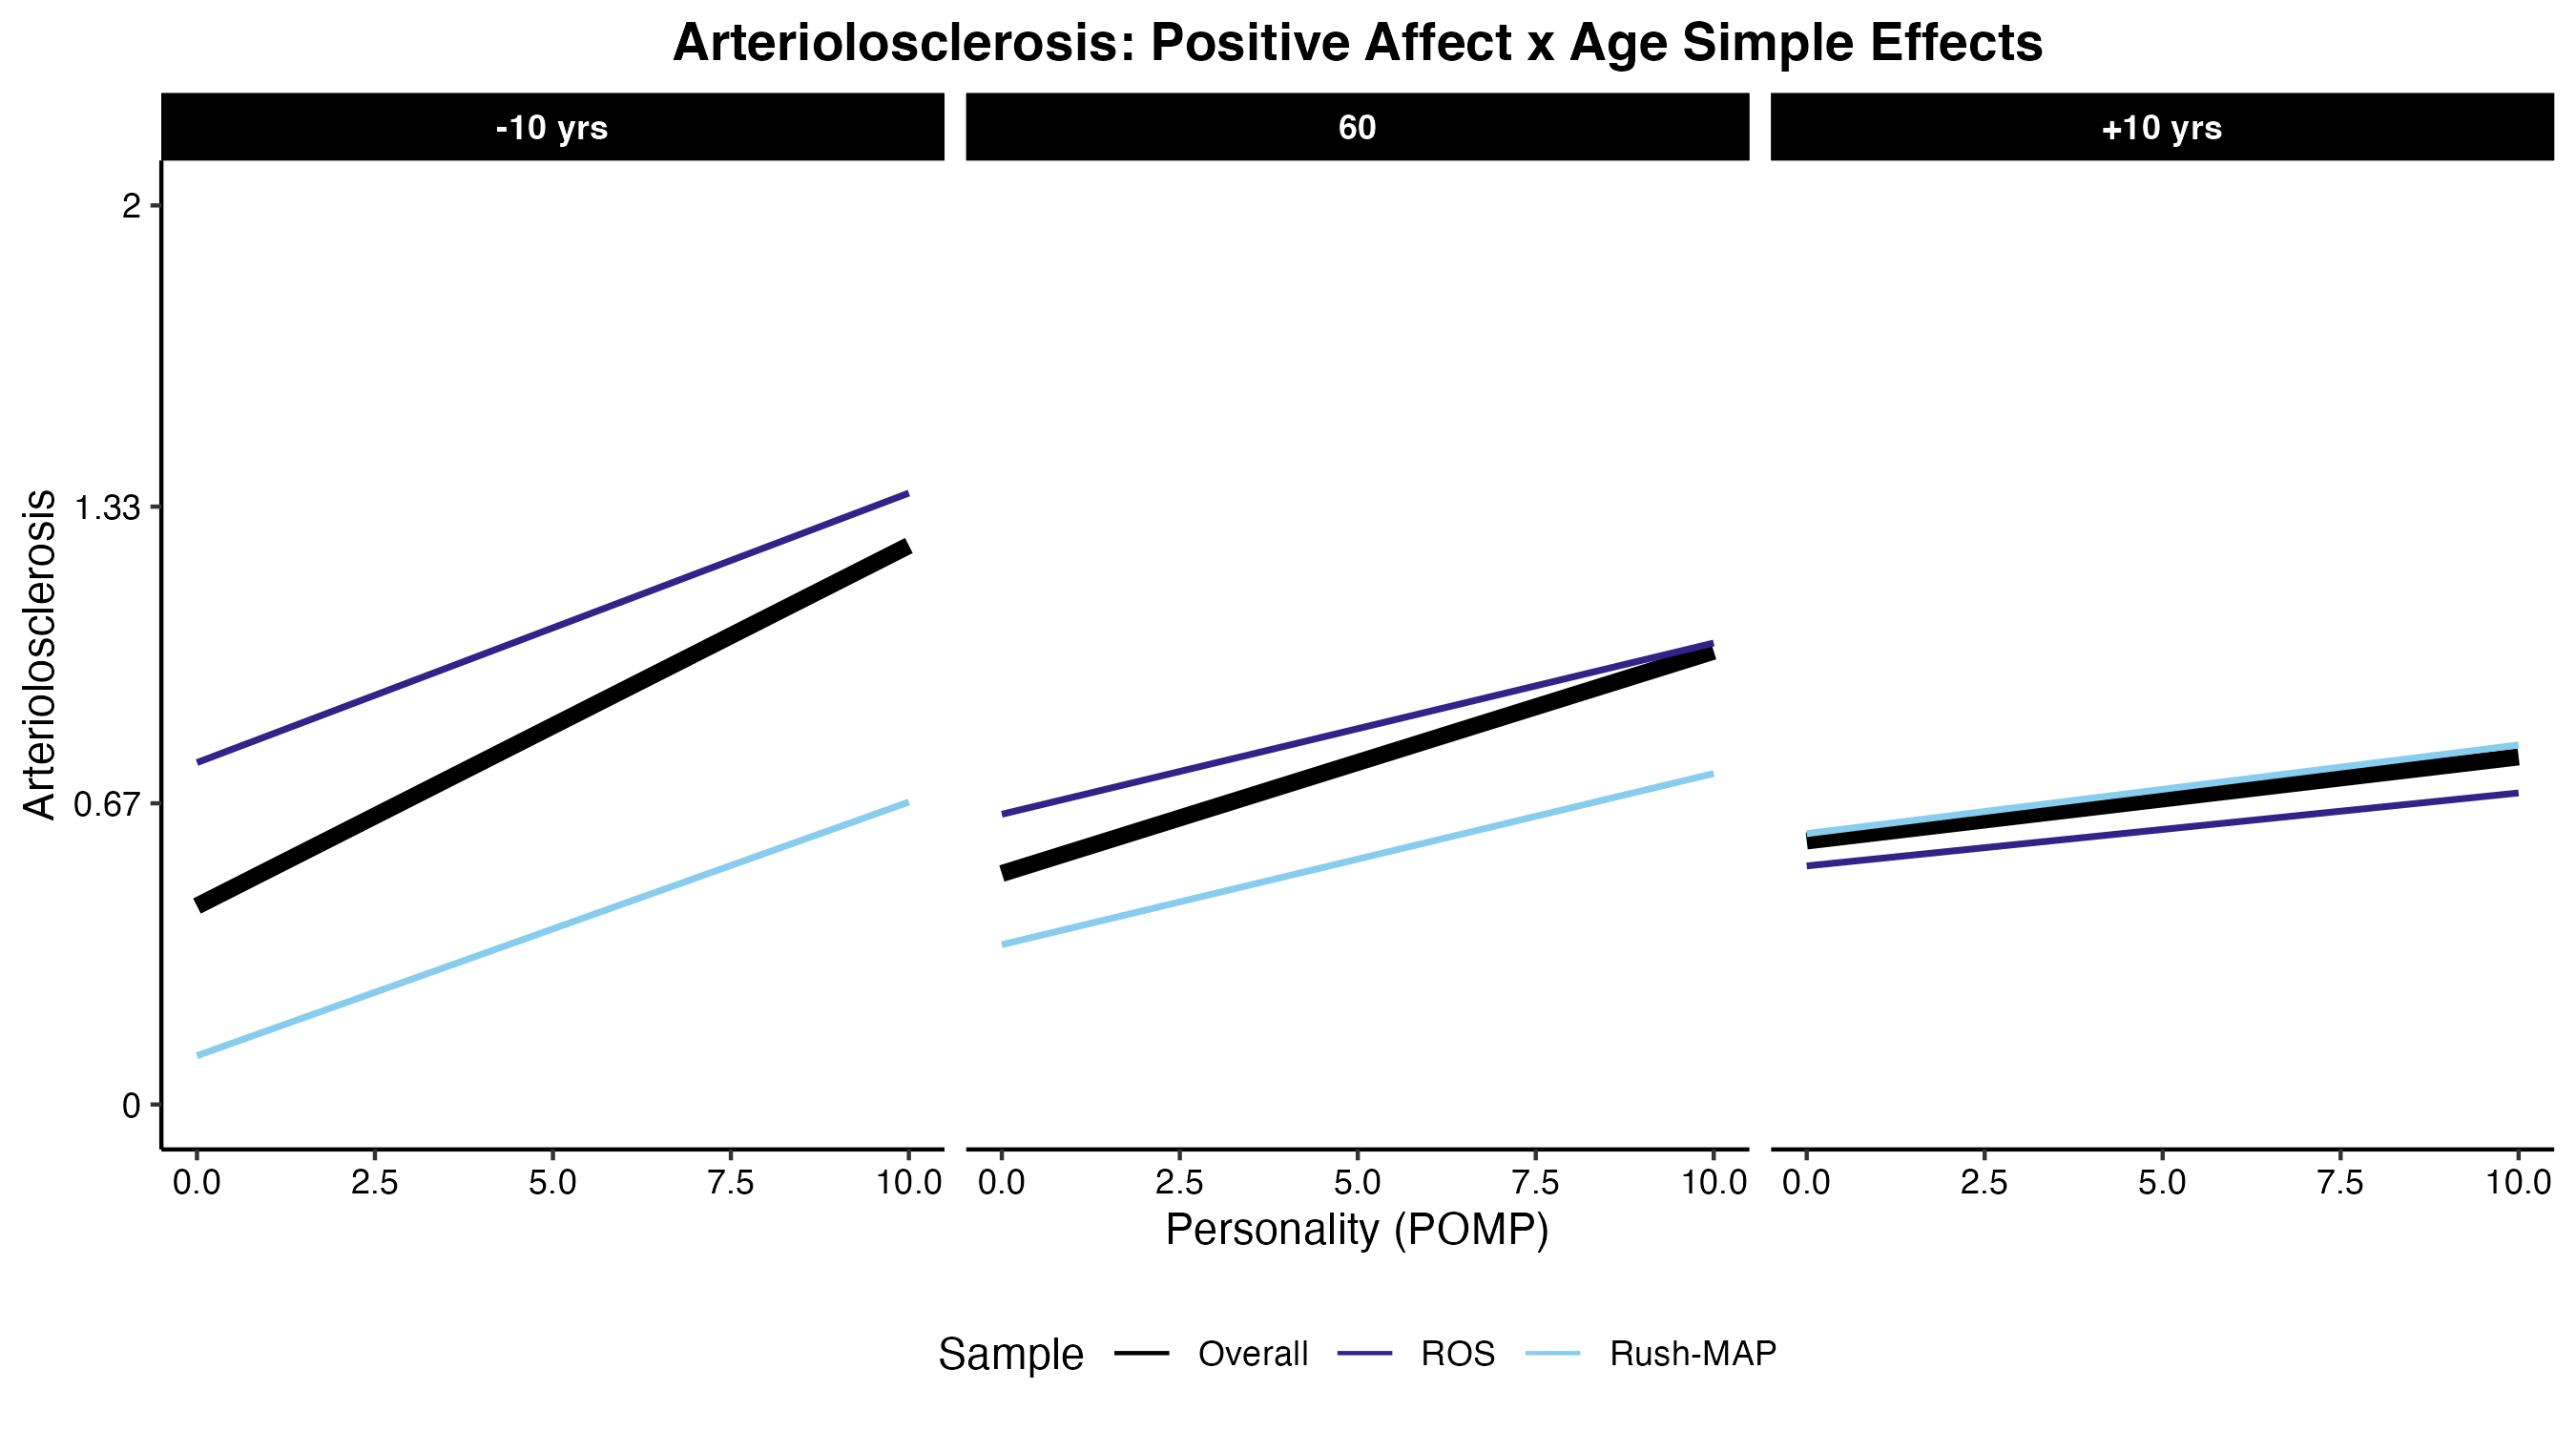 Arteriolosclerosis: Positive Affect x Age Simple Effects
-10 yrs 60 +10 yrs
2
1.33
0.67
0
Arteriolosclerosis
0.0 2.5 5.0 7.5 10.0 0.0 2.5 5.0 7.5 10.0 0.0 2.5 5.0 7.5 10.0
Personality (POMP)
Sample Overall ROS Rush-MAP